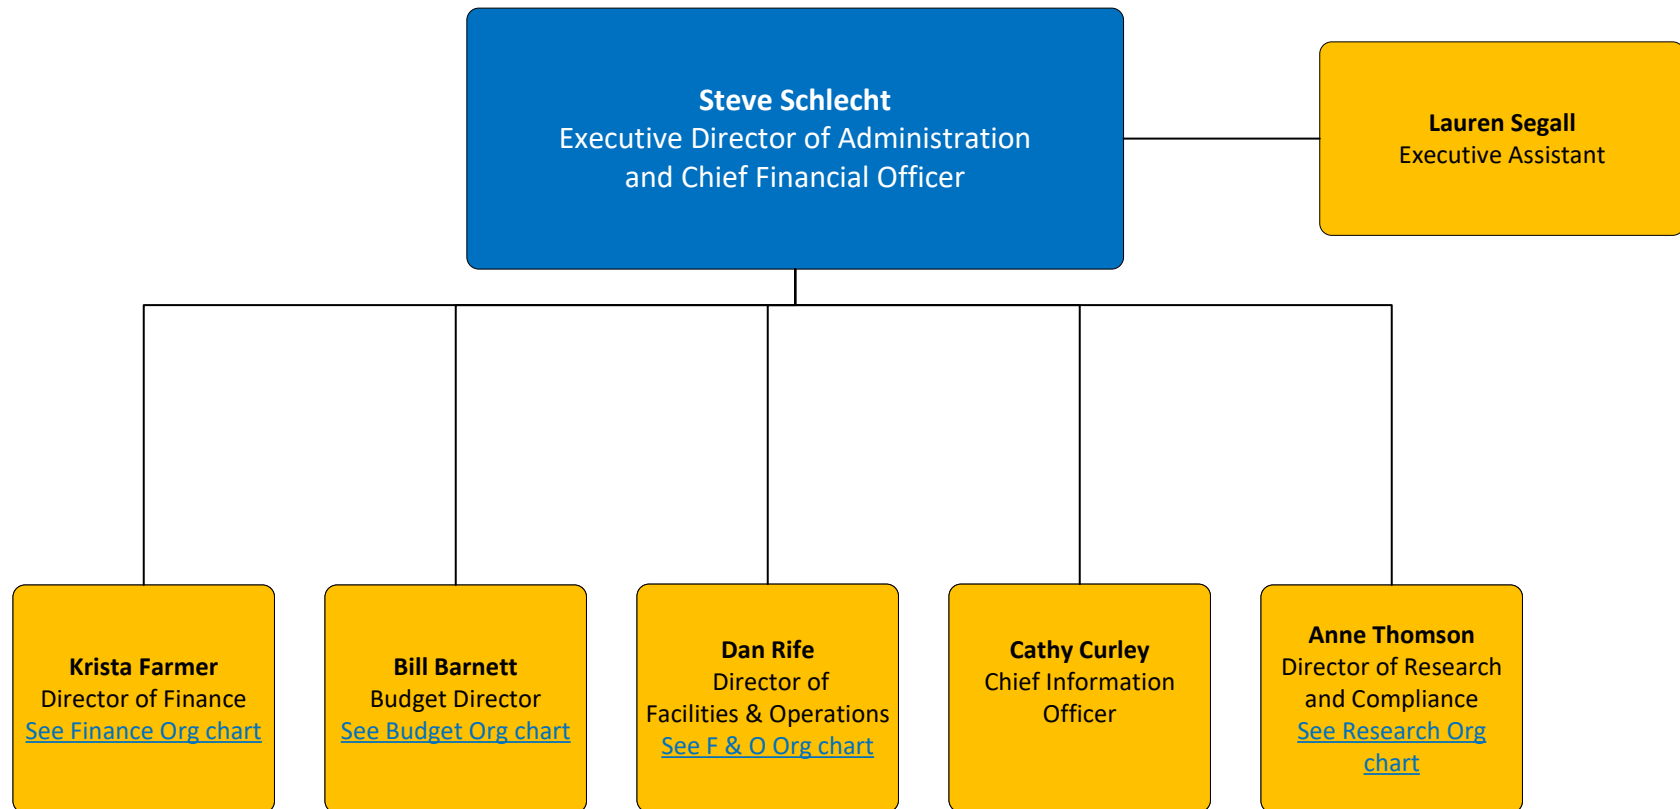 Steve Schlecht
Executive Director of Administration
and Chief Financial Officer
Lauren Segall
Executive Assistant
Krista Farmer
Director of Finance
See Finance Org chart
Bill Barnett
Budget Director
See Budget Org chart
Dan Rife
Director of
Facilities & Operations
See F & O Org chart
Cathy Curley
Chief Information
Officer
Anne Thomson
Director of Research
and Compliance
See Research Org
chart